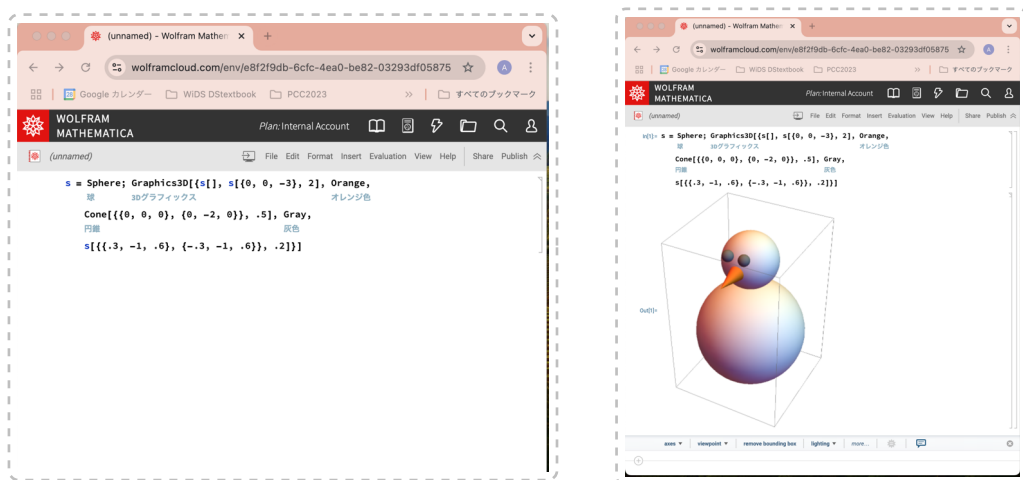 (unnamed) - Wolfram Mathen
wolframcloud.com/env/e8f2f9db-6cfc-4ea0-be82-03293df05875
A
Google カレンダー WiDS DStextbook PCC2023 >> すべてのブックマーク
WOLFRAM
MATHEMATICA
Plan: Internal Account
(unnamed) File Edit Format Insert Evaluation View Help Share Publish
s = Sphere; Graphics3D[{s[], s[{0, 0, -3}, 2], Orange,
球 3Dグラフィックス オレンジ色
Cone[{{0, 0, 0}, {0, -2, 0}}, .5], Gray,
円錐 灰色
s[{{.3, -1, .6}, {-.3, -1, .6}}, .2]}]
(unnamed) - Wolfram Mathen
wolframcloud.com/env/e8f2f9db-6cfc-4ea0-be82-03293df05875
A
Google カレンダー WiDS DStextbook PCC2023 >> すべてのブックマーク
WOLFRAM
MATHEMATICA
Plan: Internal Account
(unnamed) File Edit Format Insert Evaluation View Help Share Publish
In[1]= s = Sphere; Graphics3D[{s[], s[{0, 0, -3}, 2], Orange,
球 3Dグラフィックス オレンジ色
Cone[{{0, 0, 0}, {0, -2, 0}}, .5], Gray,
円錐 灰色
s[{{.3, -1, .6}, {-.3, -1, .6}}, .2]}]
Out[1]=
axes viewpoint remove bounding box lighting more...